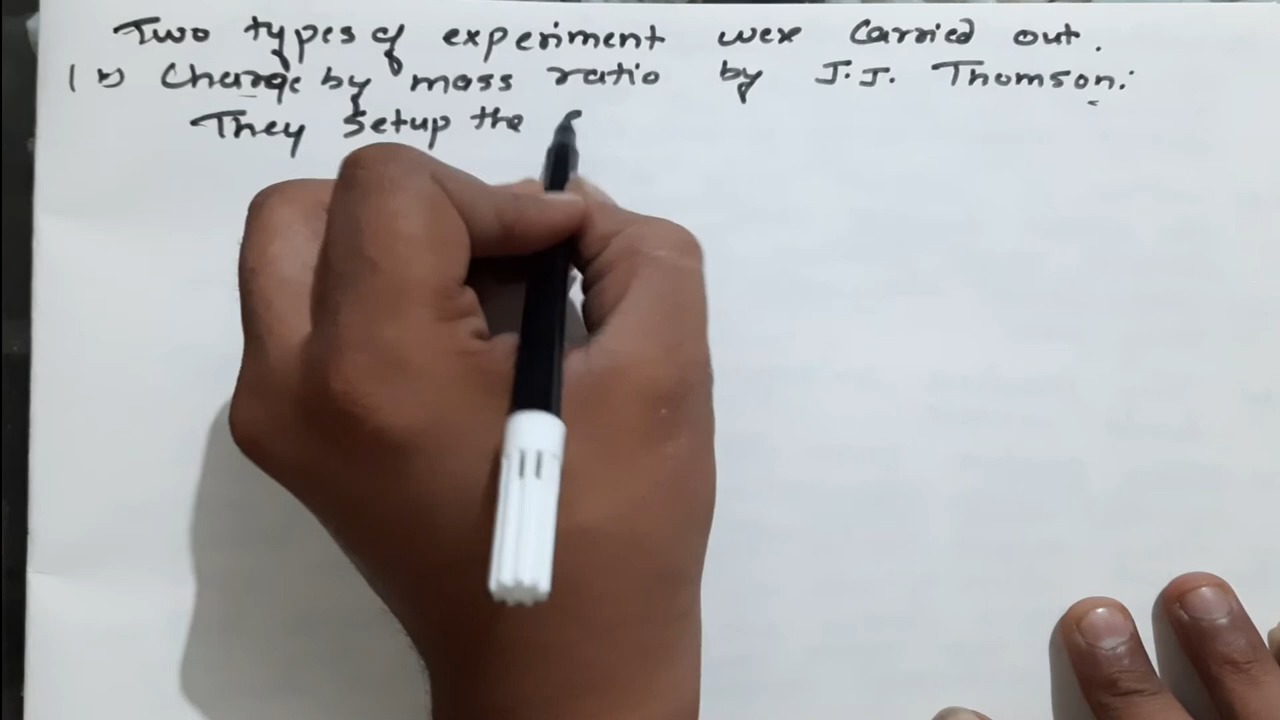 Two types of experiment were carried out.
1) Charge by mass ratio by J.J. Thomson:
They setup the